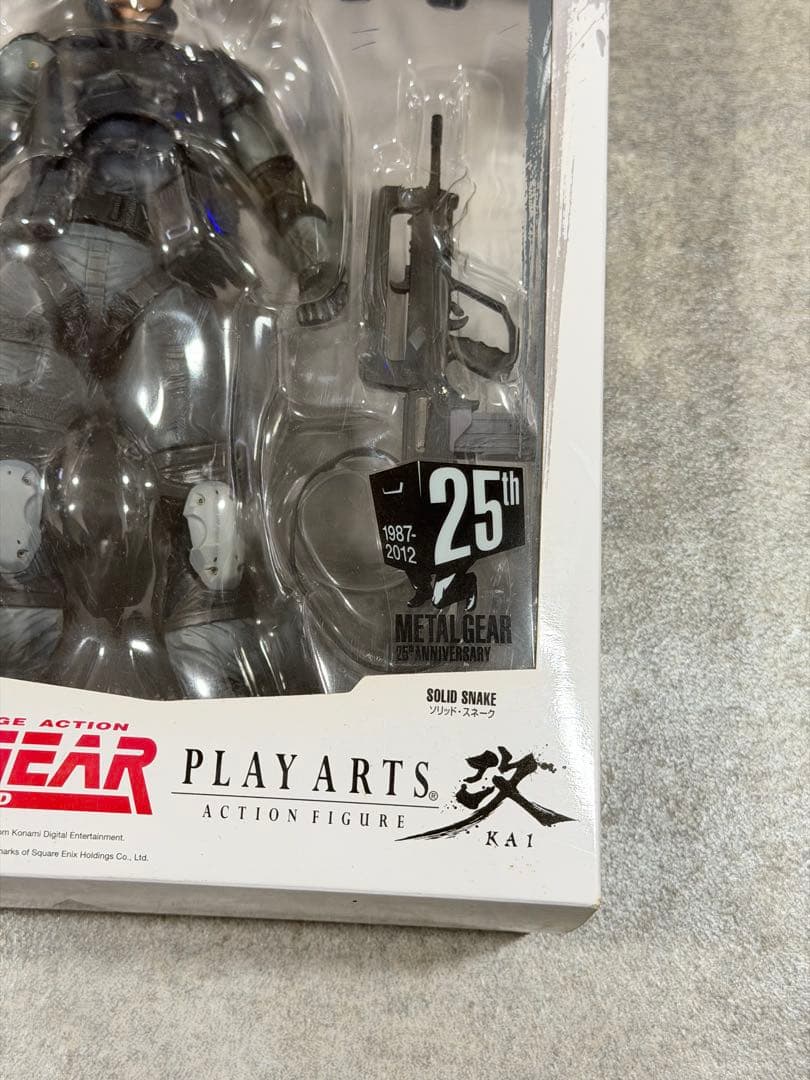 25th
1987-
2012
METAL GEAR
25th ANNIVERSARY
SOLID SNAKE
ソリッド・スネーク
GE ACTION
GEAR
D
PLAY ARTS® 改
ACTION FIGURE
KAI
om Konami Digital Entertainment.
marks of Square Enix Holdings Co., Ltd.